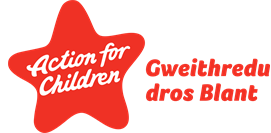 Action for
Children
Gweithredu
dros Blant